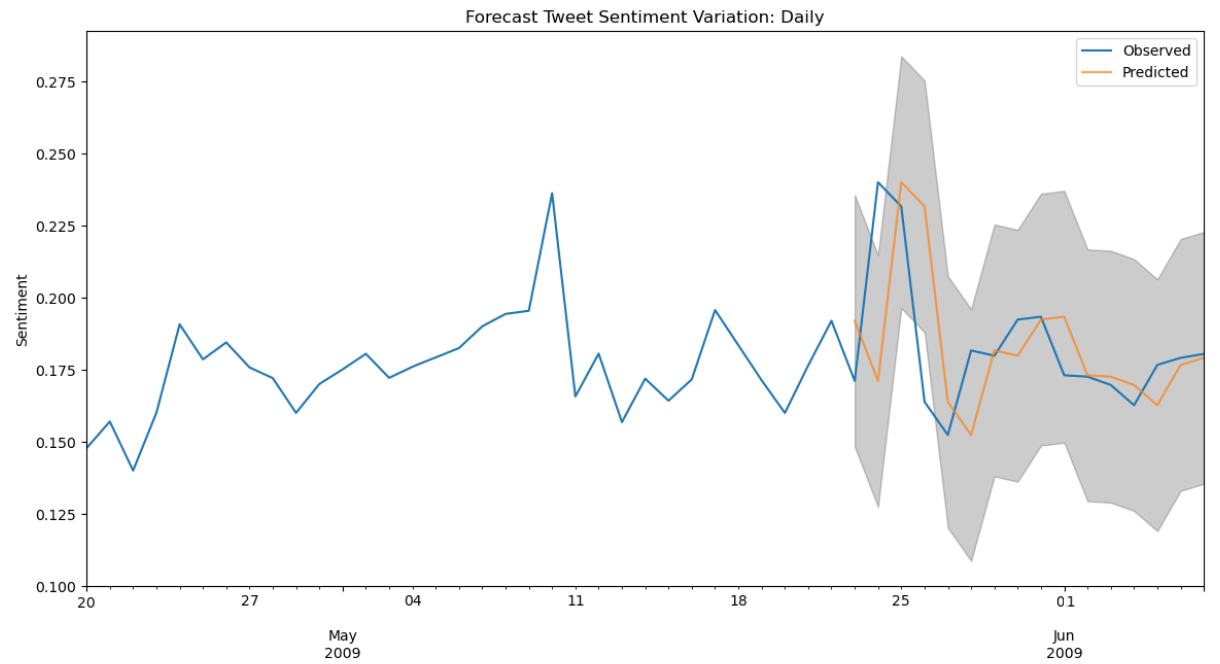 Forecast Tweet Sentiment Variation: Daily
Observed
Predicted
Sentiment
0.275
0.250
0.225
0.200
0.175
0.150
0.125
0.100
20 27 04 11 18 25 01
May Jun
2009 2009